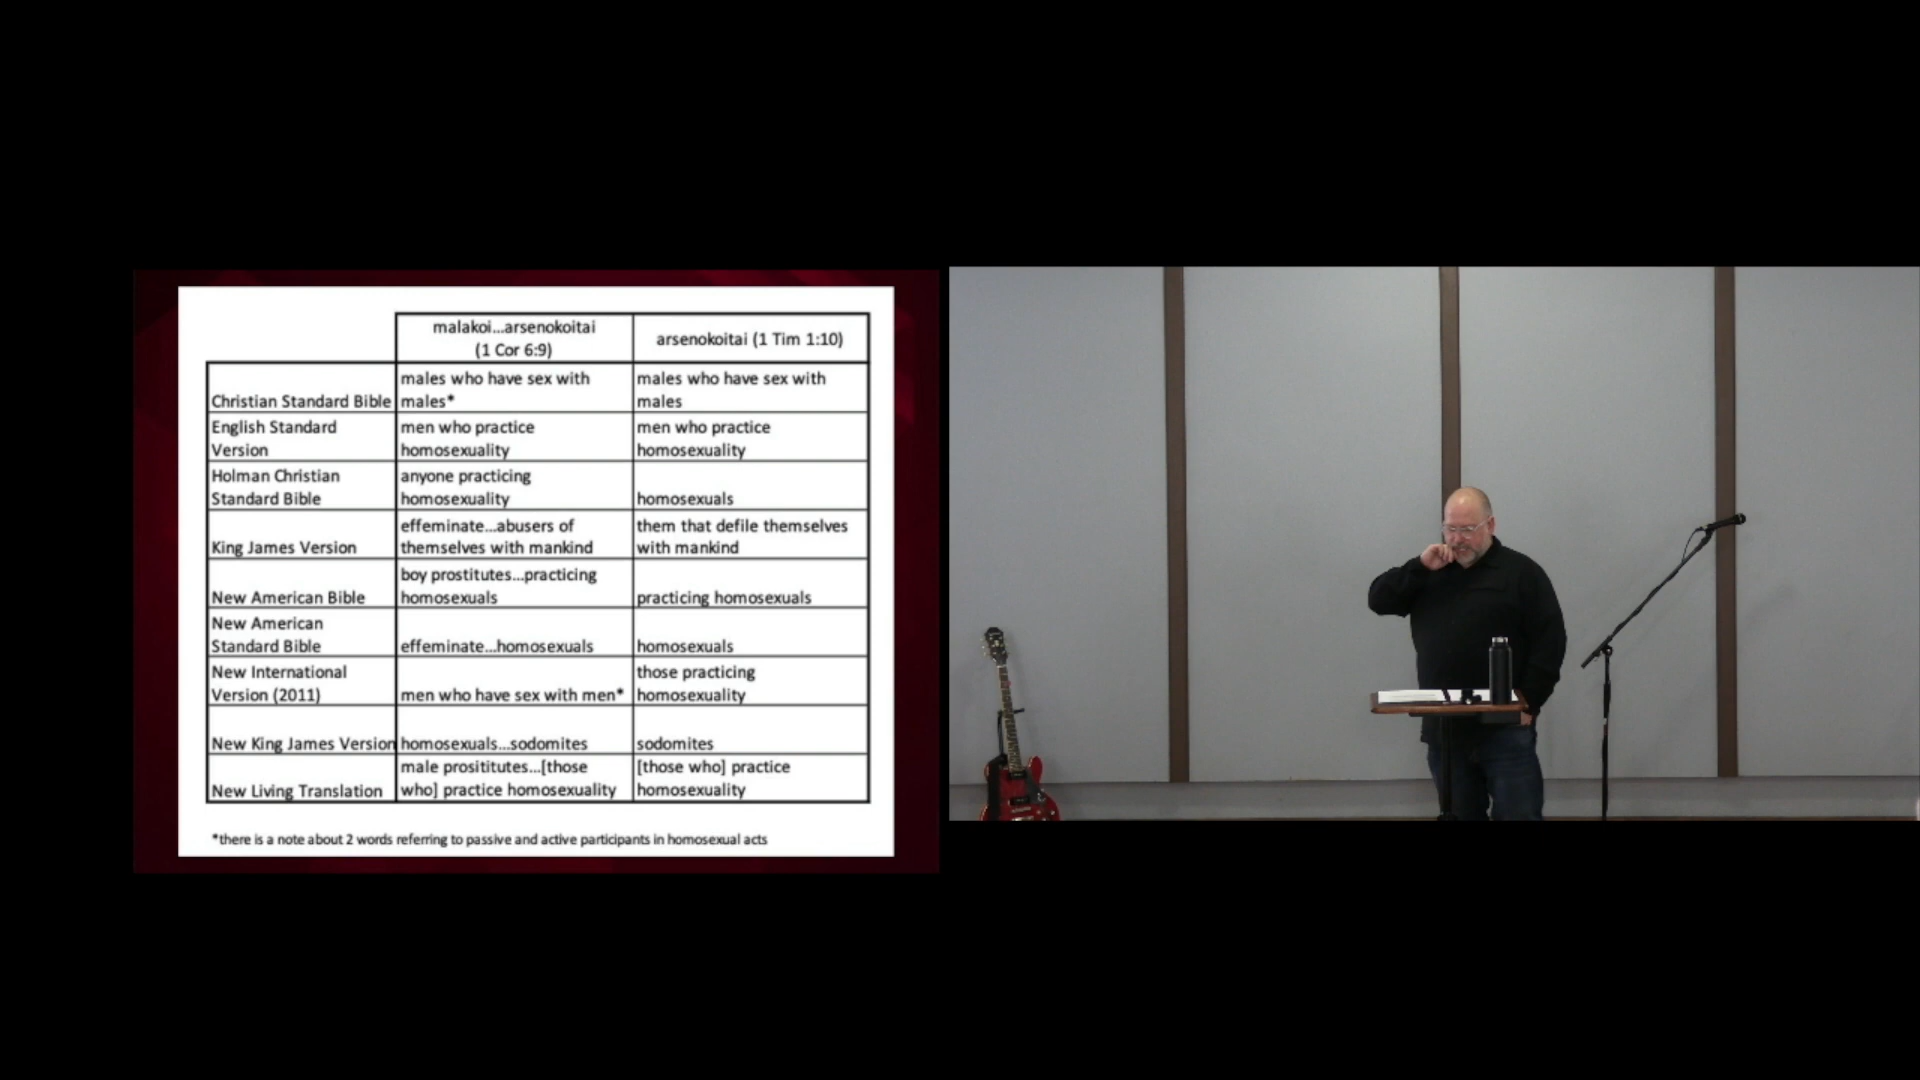 malakoi...arsenokoitai
(1 Cor 6:9)
arsenokoitai (1 Tim 1:10)
Christian Standard Bible
males who have sex with
males*
males who have sex with
males
English Standard
Version
men who practice
homosexuality
men who practice
homosexuality
Holman Christian
Standard Bible
anyone practicing
homosexuality
homosexuals
King James Version
effeminate...abusers of
themselves with mankind
them that defile themselves
with mankind
New American Bible
boy prostitutes...practicing
homosexuals
practicing homosexuals
New American
Standard Bible
effeminate...homosexuals
homosexuals
New International
Version (2011)
men who have sex with men*
those practicing
homosexuality
New King James Version
homosexuals...sodomites
sodomites
New Living Translation
male prosititutes...[those
who] practice homosexuality
[those who] practice
homosexuality
*there is a note about 2 words referring to passive and active participants in homosexual acts